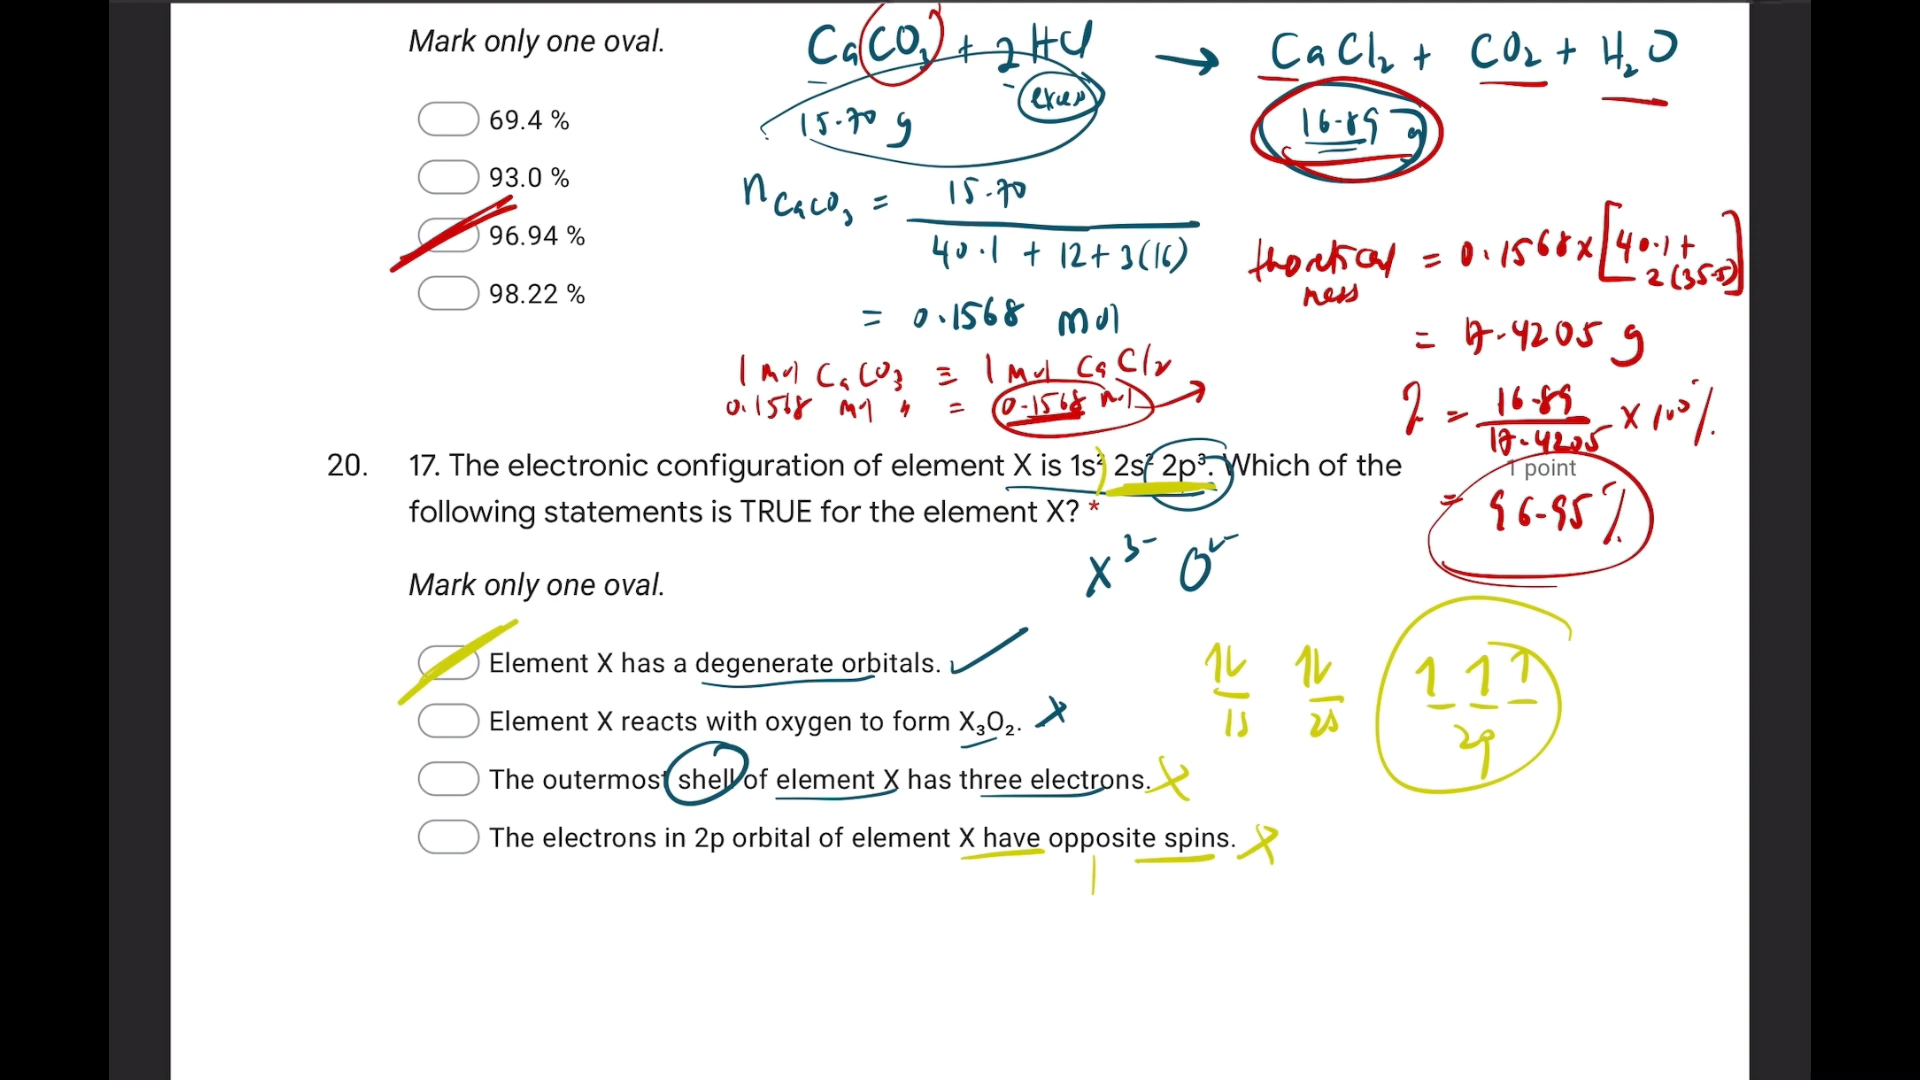 Mark only one oval.
CaCO₃ + 2HCl → CaCl₂ + CO₂ + H₂O
15.70 g excess 16.89 g
69.4 %
93.0 %
96.94 %
98.22 %
nCaCO₃ = 15.70 / 40.1 + 12 + 3(16)
= 0.1568 mol
1 mol CaCO₃ ≡ 1 mol CaCl₂
0.1568 mol " = 0.1568 mol
theoretical mass = 0.1568 x [40.1 + 2(35.5)]
= 17.4205 g
= 16.89 / 17.4205 x 100%
= 96.95%
20. 17. The electronic configuration of element X is 1s² 2s² 2p³. Which of the 1 point
following statements is TRUE for the element X? *
X³⁻ O²⁻
Mark only one oval.
Element X has a degenerate orbitals.
Element X reacts with oxygen to form X₃O₂.
The outermost shell of element X has three electrons.
The electrons in 2p orbital of element X have opposite spins.
1s 2s 2p